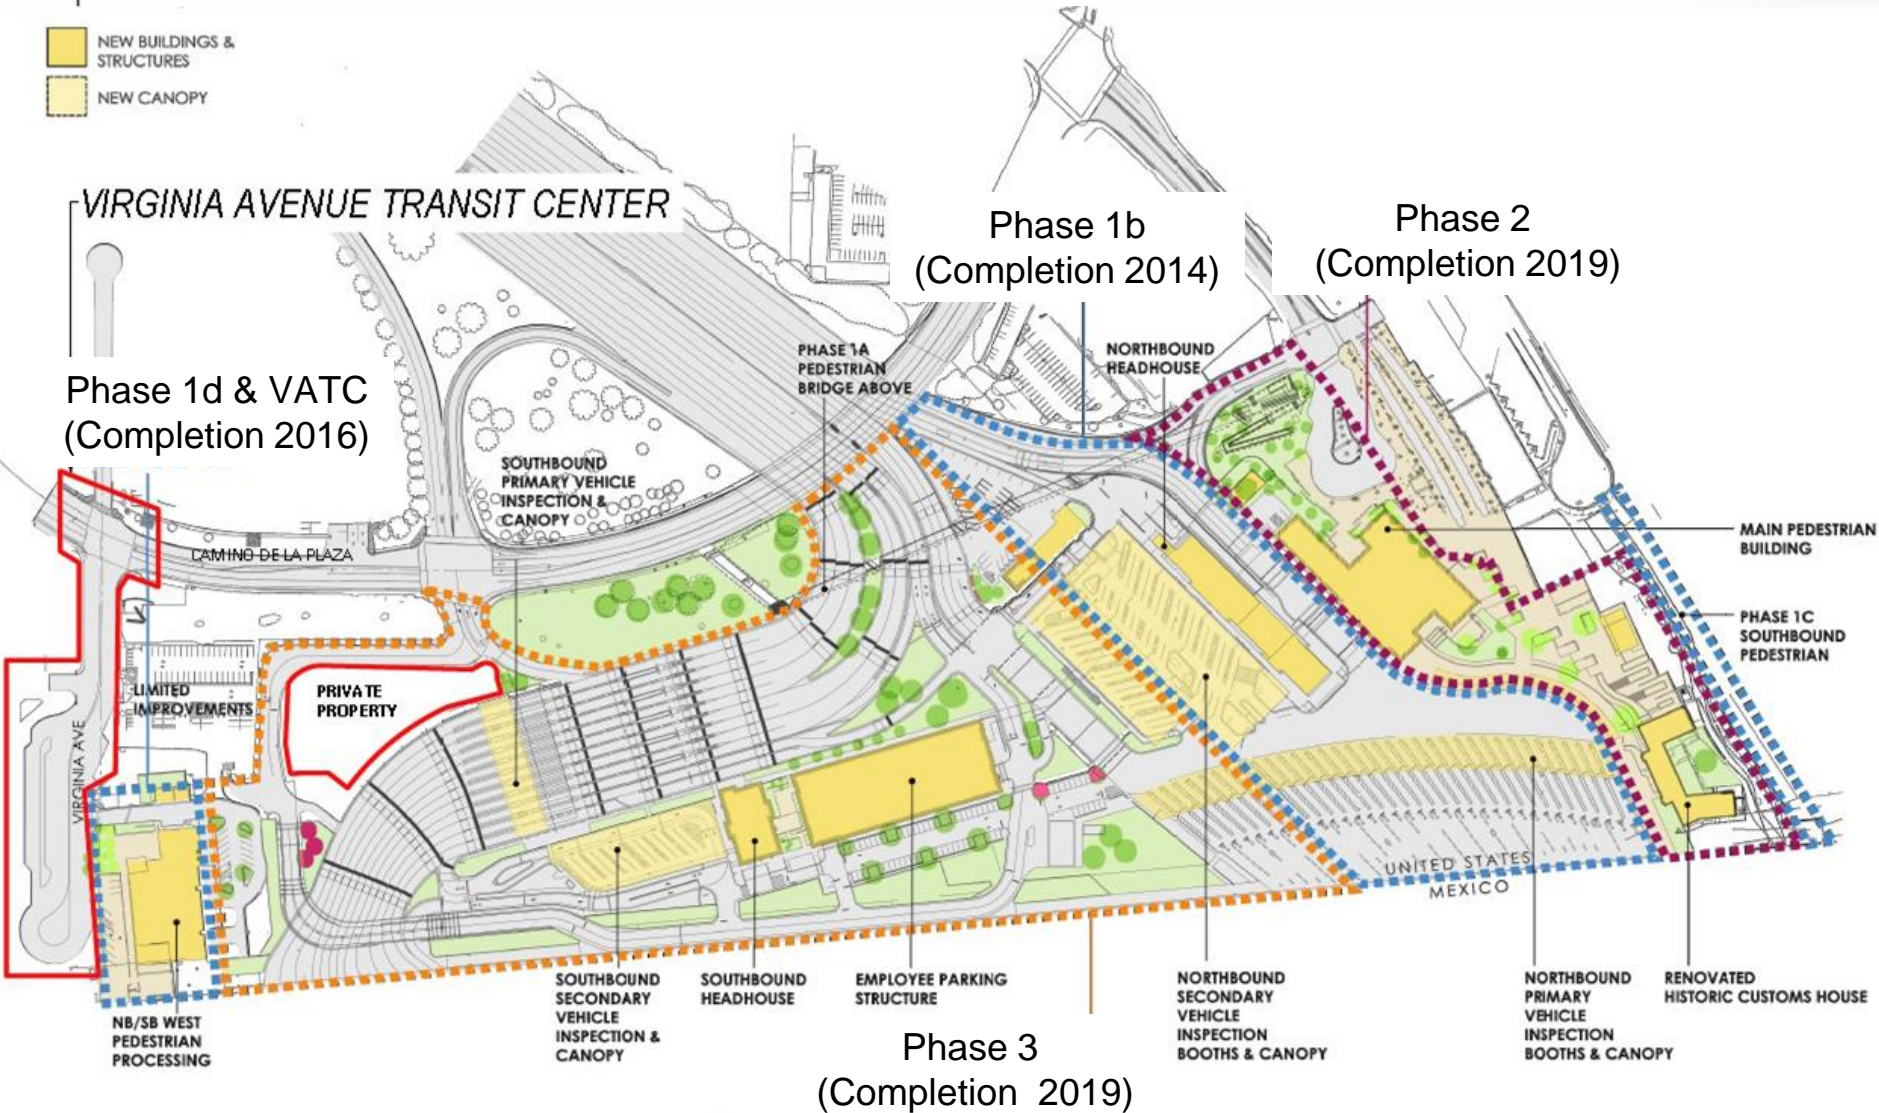 NEW BUILDINGS &
STRUCTURES
NEW CANOPY
VIRGINIA AVENUE TRANSIT CENTER
Phase 1b
(Completion 2014)
Phase 2
(Completion 2019)
Phase 1d & VATC
(Completion 2016)
PHASE 1A
PEDESTRIAN
BRIDGE ABOVE
NORTHBOUND
HEADHOUSE
SOUTHBOUND
PRIMARY VEHICLE
INSPECTION &
CANOPY
CAMINO DE LA PLAZA
MAIN PEDESTRIAN
BUILDING
PHASE 1C
SOUTHBOUND
PEDESTRIAN
LIMITED
IMPROVEMENTS
PRIVATE
PROPERTY
VIRGINIA AVE
UNITED STATES
MEXICO
NB/SB WEST
PEDESTRIAN
PROCESSING
SOUTHBOUND
SECONDARY
VEHICLE
INSPECTION &
CANOPY
SOUTHBOUND
HEADHOUSE
EMPLOYEE PARKING
STRUCTURE
NORTHBOUND
SECONDARY
VEHICLE
INSPECTION
BOOTHS & CANOPY
NORTHBOUND
PRIMARY
VEHICLE
INSPECTION
BOOTHS & CANOPY
RENOVATED
HISTORIC CUSTOMS HOUSE
Phase 3
(Completion 2019)